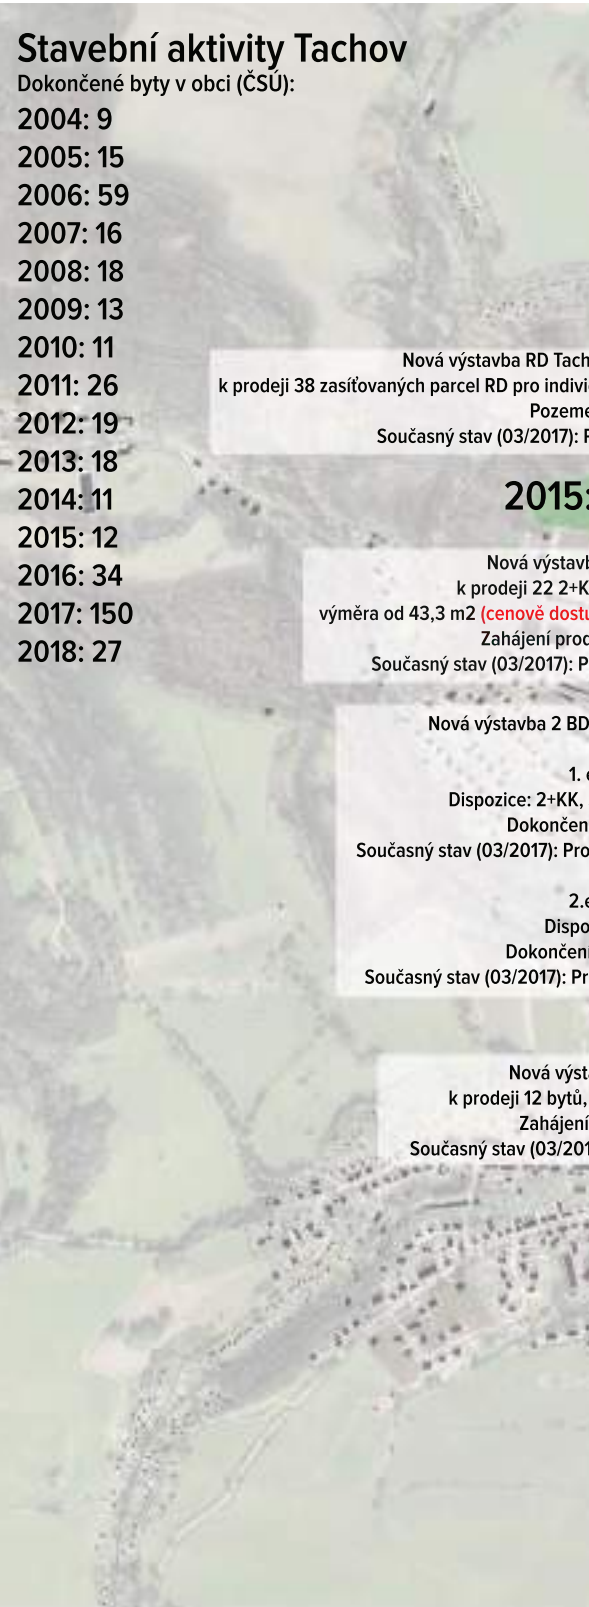 Stavební aktivity Tachov
Dokončené byty v obci (ČSÚ):
2004: 9
2005: 15
2006: 59
2007: 16
2008: 18
2009: 13
2010: 11
2011: 26
2012: 19
2013: 18
2014: 11
2015: 12
2016: 34
2017: 150
2018: 27
Nová výstavba RD Tach
k prodeji 38 zasíťovaných parcel RD pro indivi
Pozeme
Současný stav (03/2017):
2015:
Nová výstavb
k prodeji 22 2+K
výměra od 43,3 m2 (cenově dostu
Zahájení prod
Současný stav (03/2017): P
Nová výstavba 2 BD
1. e
Dispozice: 2+KK,
Dokončen
Současný stav (03/2017): Pro
2.e
Dispo
Dokončení
Současný stav (03/2017): Pr
Nová výst
k prodeji 12 bytů,
Zahájení
Současný stav (03/201